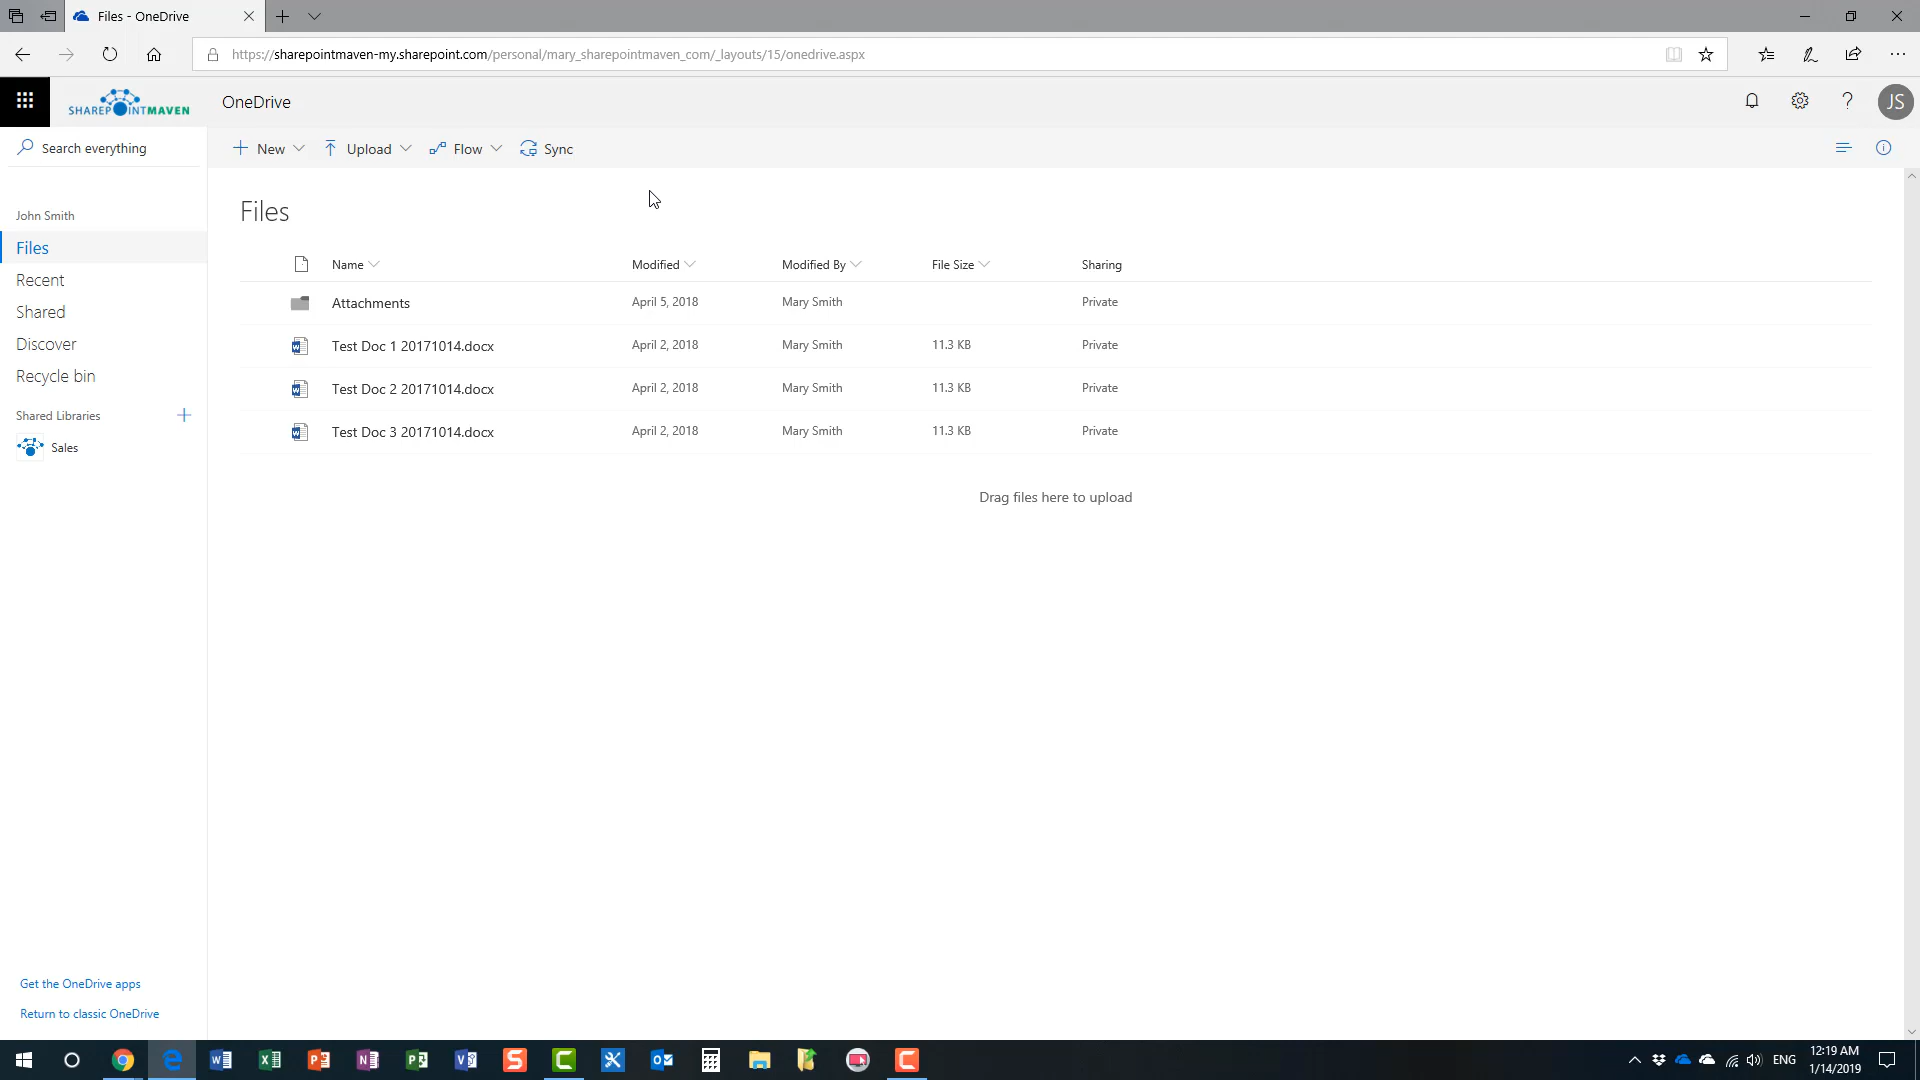 Files - OneDrive
https://sharepointmaven-my.sharepoint.com/personal/mary_sharepointmaven_com/_layouts/15/onedrive.aspx
SHAREPOINTMAVEN
OneDrive
? JS
Search everything
New Upload Flow Sync
Files
John Smith
Files
Recent
Shared
Discover
Recycle bin
Shared Libraries
Sales
Name Modified Modified By File Size Sharing
Attachments April 5, 2018 Mary Smith Private
Test Doc 1 20171014.docx April 2, 2018 Mary Smith 11.3 KB Private
Test Doc 2 20171014.docx April 2, 2018 Mary Smith 11.3 KB Private
Test Doc 3 20171014.docx April 2, 2018 Mary Smith 11.3 KB Private
Drag files here to upload
Get the OneDrive apps
Return to classic OneDrive
ENG
12:19 AM
1/14/2019